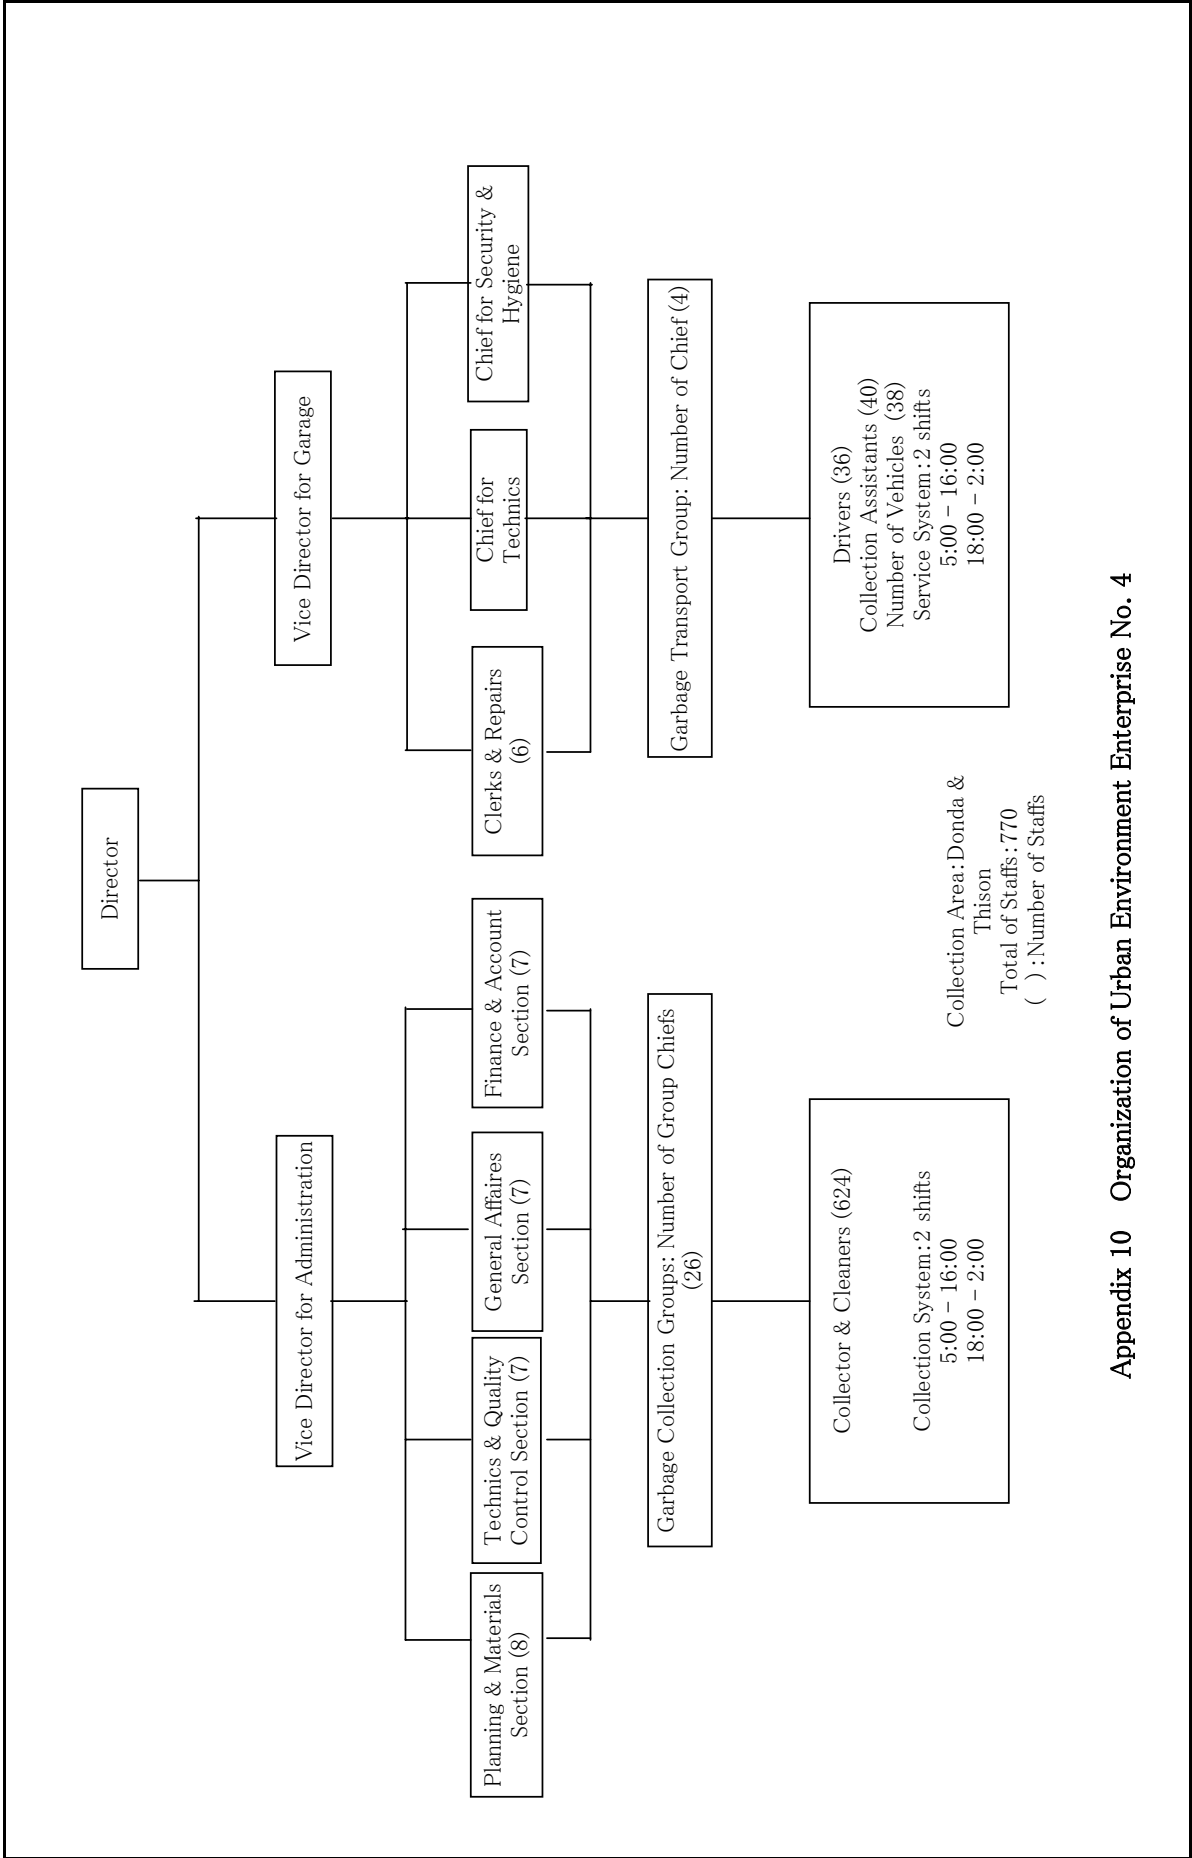 Director
Vice Director for Administration
Vice Director for Garage
Planning & Materials
Section (8)
Technics & Quality
Control Section (7)
General Affaires
Section (7)
Finance & Account
Section (7)
Clerks & Repairs
(6)
Chief for
Technics
Chief for Security &
Hygiene
Garbage Collection Groups: Number of Group Chiefs
(26)
Garbage Transport Group: Number of Chief (4)
Collector & Cleaners (624)
Collection System:2 shifts
5:00 - 16:00
18:00 - 2:00
Drivers (36)
Collection Assistants (40)
Number of Vehicles (38)
Service System:2 shifts
5:00 - 16:00
18:00 - 2:00
Collection Area:Donda &
Thison
Total of Staffs:770
( ) :Number of Staffs
Appendix 10 Organization of Urban Environment Enterprise No. 4